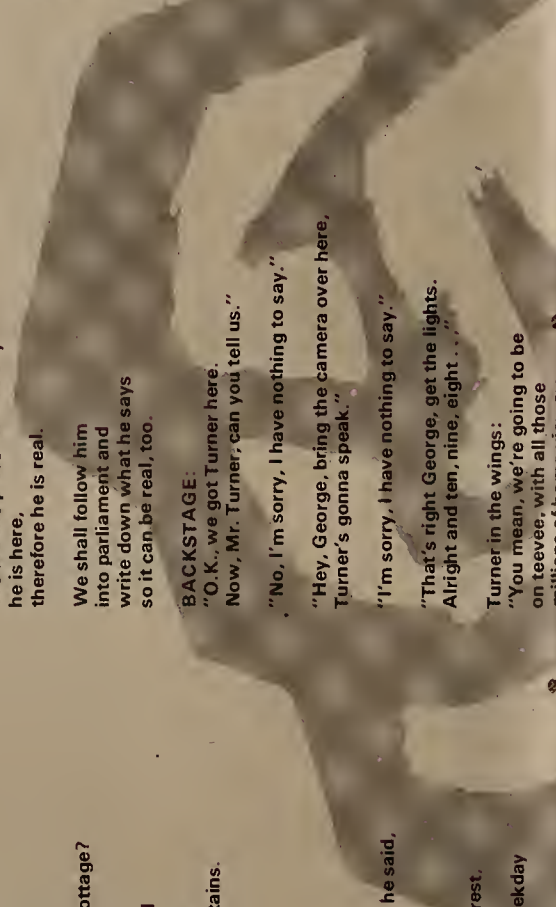 ottage?
tains.
he said,
rest.
ekday
he is here,
therefore he is real.
We shall follow him
into parliament and
write down what he says
so it can be real, too.
BACKSTAGE:
"O.K., we got Turner here.
Now, Mr. Turner, can you tell us."
"No, I'm sorry, I have nothing to say."
"Hey, George, bring the camera over here,
Turner's gonna speak."
"I'm sorry, I have nothing to say."
"That's right George, get the lights.
Alright and ten, nine, eight . . ."
Turner in the wings:
"You mean, we're going to be
on teevee, with all those